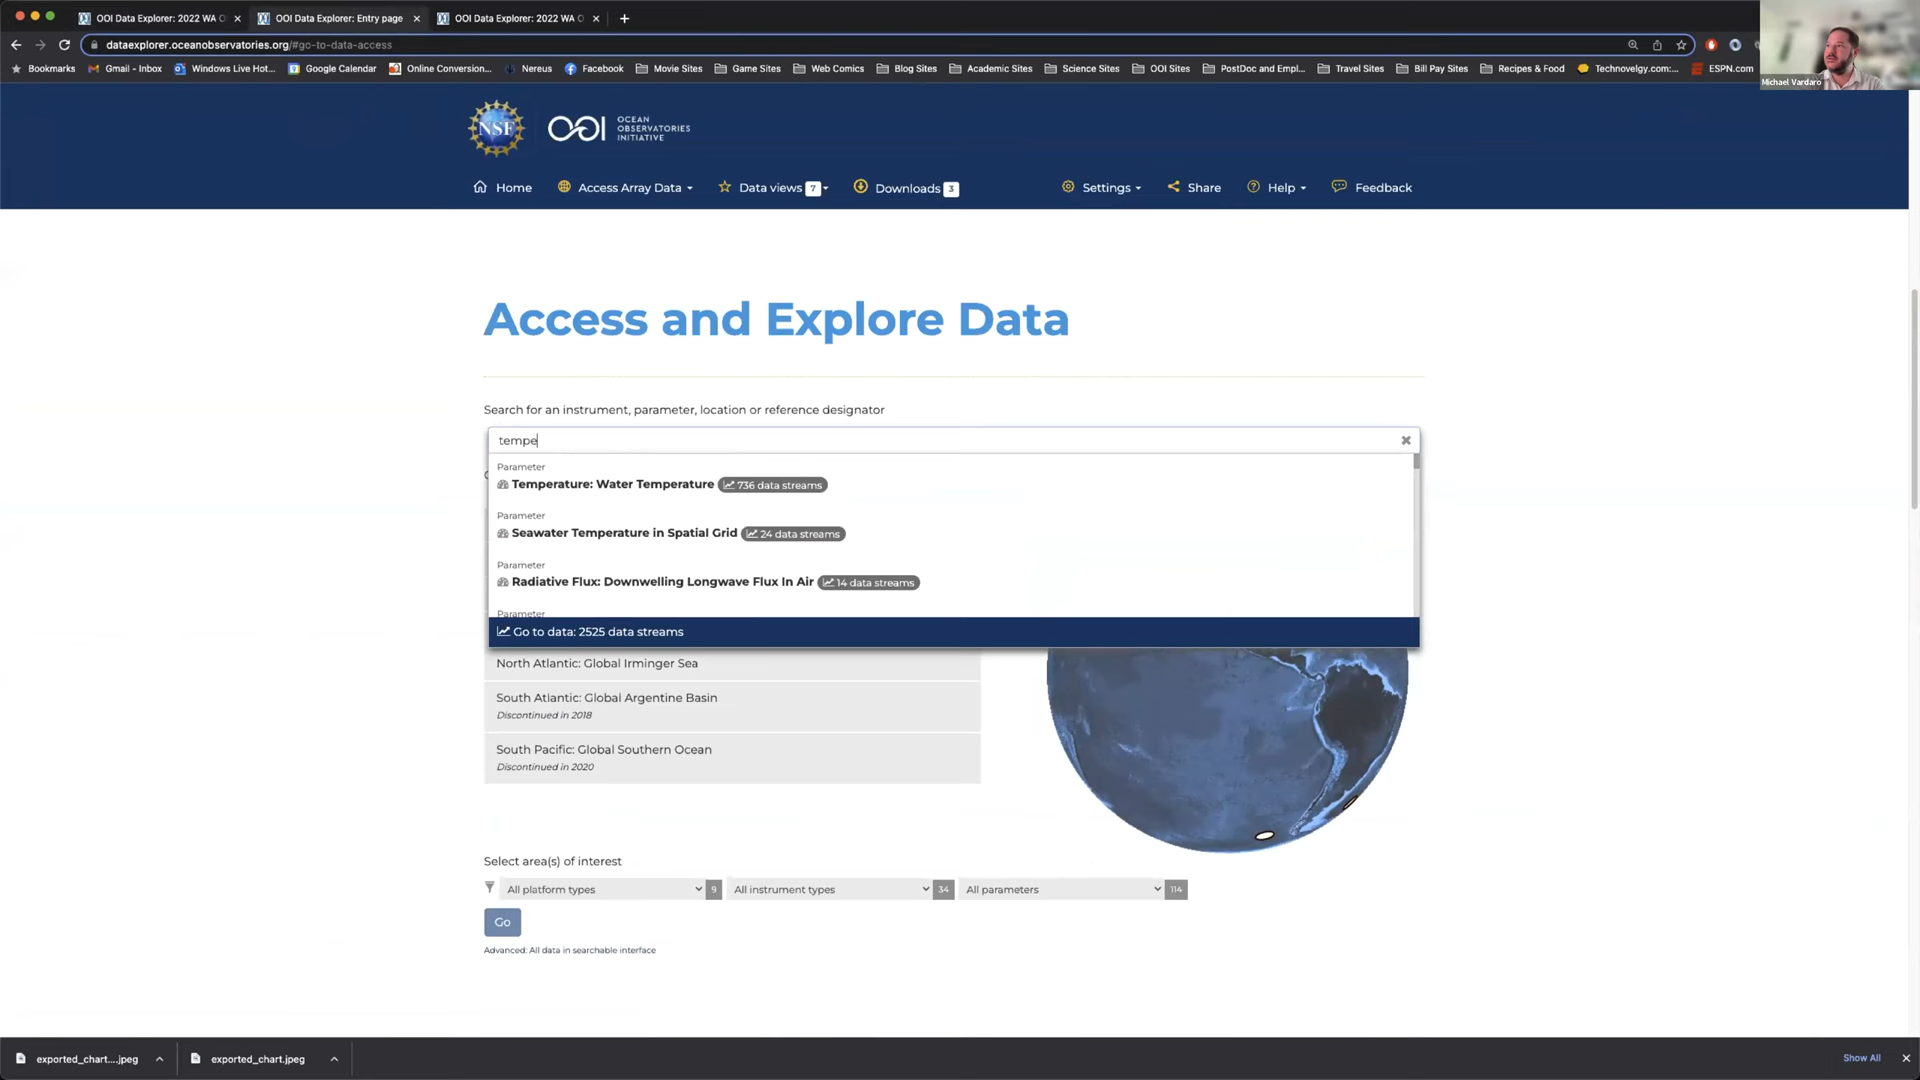 OOI Data Explorer: 2022 WA O
OOI Data Explorer: Entry page
OOI Data Explorer: 2022 WA O
dataexplorer.oceanobservatories.org/#go-to-data-access
Bookmarks
Gmail - Inbox
Windows Live Hot...
Google Calendar
Online Conversion...
Nereus
Facebook
Movie Sites
Game Sites
Web Comics
Blog Sites
Academic Sites
Science Sites
OOI Sites
PostDoc and Empl...
Travel Sites
Bill Pay Sites
Recipes & Food
Technovelgy.com:...
ESPN.com
Michael Vardaro
NSF
OOI
OCEAN
OBSERVATORIES
INITIATIVE
Home
Access Array Data
Data views 7
Downloads 3
Settings
Share
Help
Feedback
Access and Explore Data
Search for an instrument, parameter, location or reference designator
tempe
Parameter
Temperature: Water Temperature 736 data streams
Parameter
Seawater Temperature in Spatial Grid 24 data streams
Parameter
Radiative Flux: Downwelling Longwave Flux In Air 14 data streams
Parameter
Go to data: 2525 data streams
North Atlantic: Global Irminger Sea
South Atlantic: Global Argentine Basin
Discontinued in 2018
South Pacific: Global Southern Ocean
Discontinued in 2020
Select area(s) of interest
All platform types 9
All instrument types 34
All parameters 114
Go
Advanced: All data in searchable interface
exported_chart....jpeg
exported_chart.jpeg
Show All